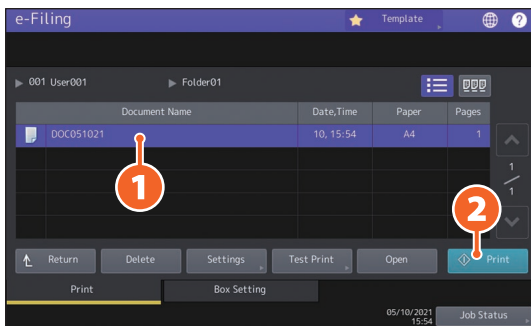 e-Filing Template ?
001 User001 Folder01
Document Name Date,Time Paper Pages
DOC051021 10, 15:54 A4 1
1
1
1
2
Return Delete Settings Test Print Open Print
Print Box Setting
05/10/2021
15:54 Job Status